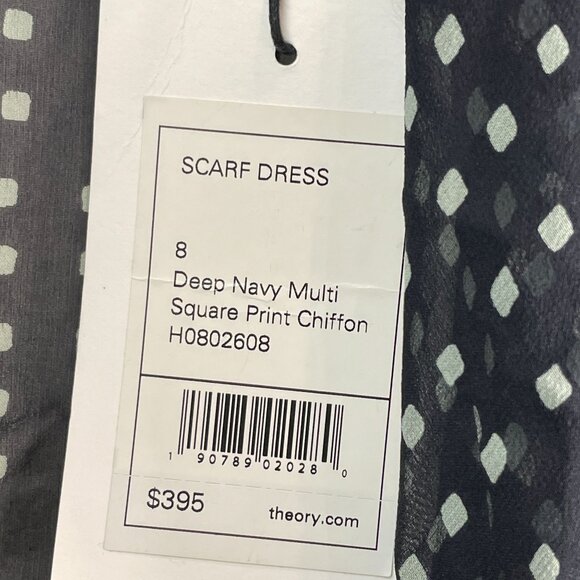 SCARF DRESS
8
Deep Navy Multi
Square Print Chiffon
H0802608
1 90789 02028 0
$395 theory.com